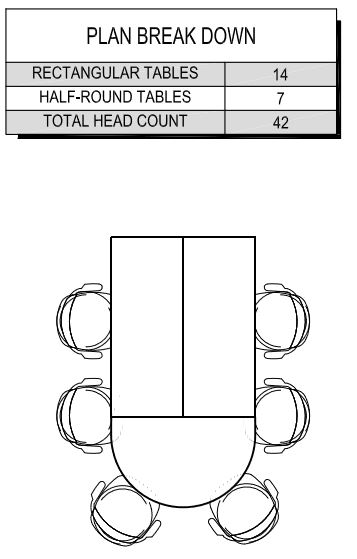 PLAN BREAK DOWN
RECTANGULAR TABLES 14
HALF-ROUND TABLES 7
TOTAL HEAD COUNT 42